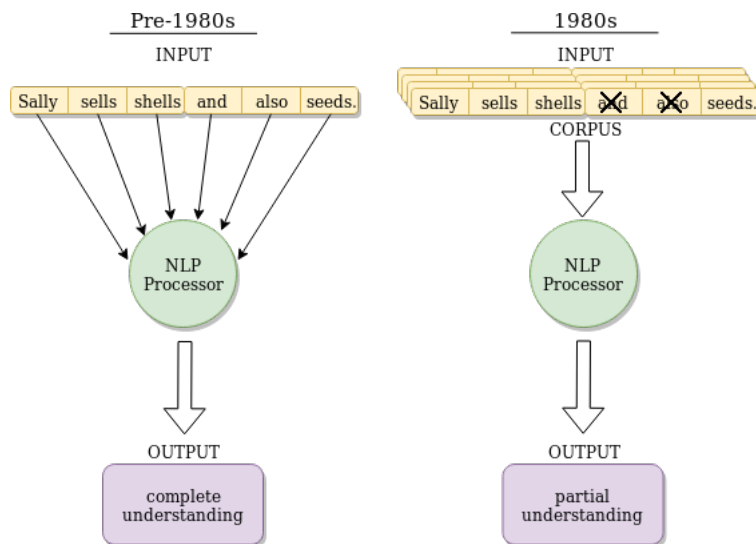 Pre-1980s
INPUT
Sally sells shells and also seeds.
NLP
Processor
OUTPUT
complete
understanding
1980s
INPUT
Sally sells shells and also seeds.
CORPUS
NLP
Processor
OUTPUT
partial
understanding